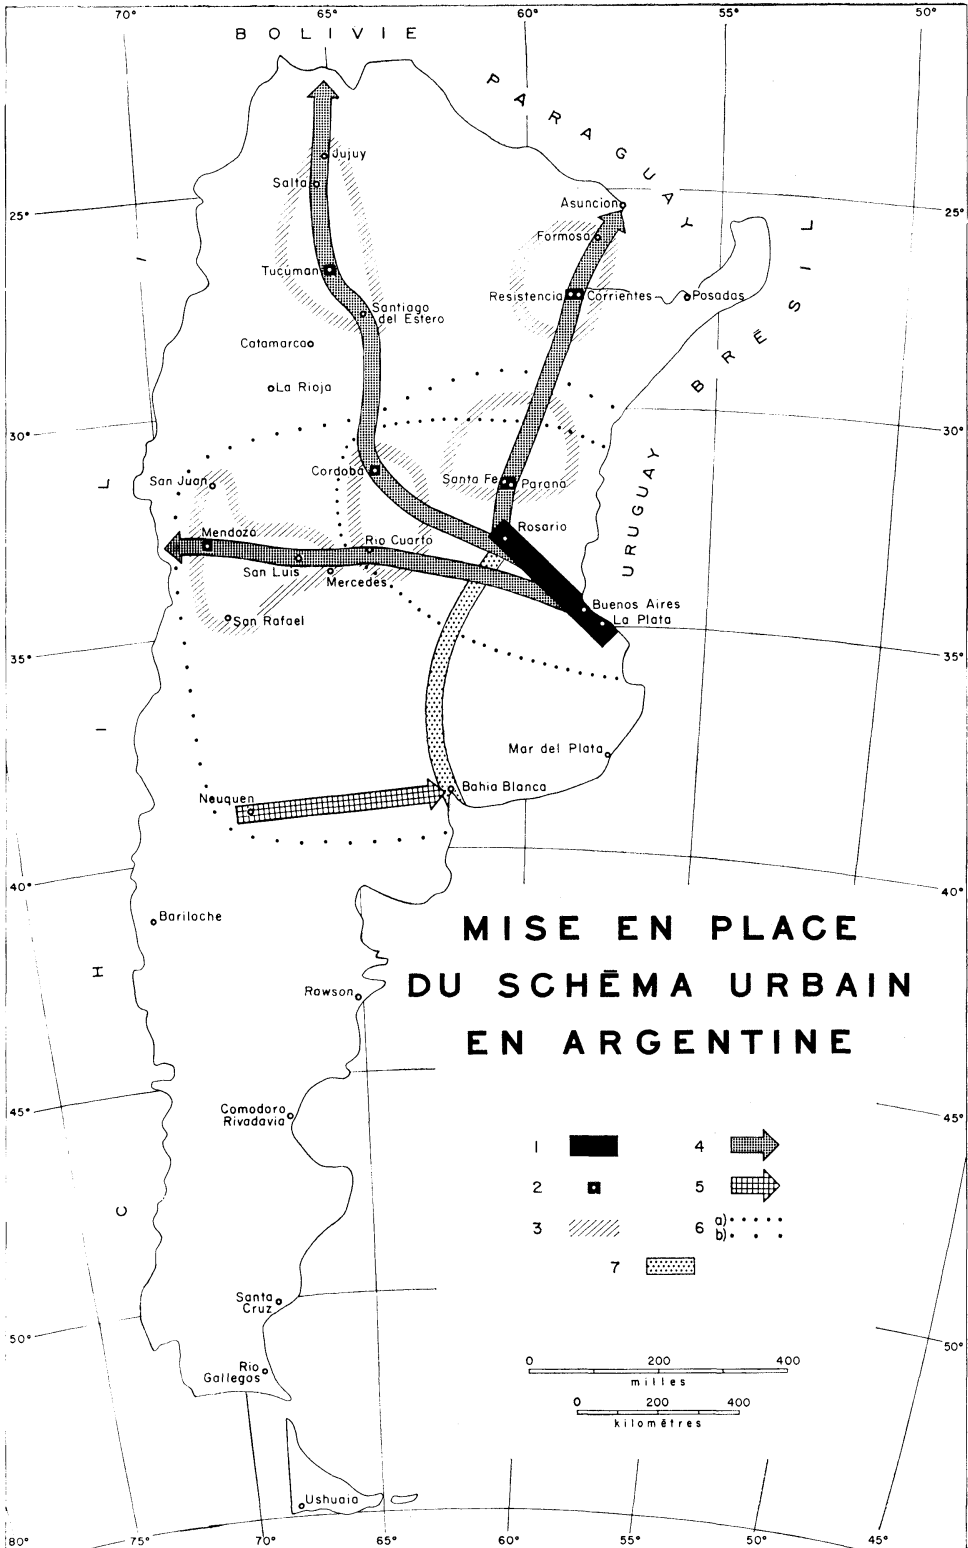 70°
65°
60°
55°
50°
BOLIVIE
PARAGUAY
BRĒSIL
URUGUAY
CHILI
Jujuy
Salta
Asuncion
Formosa
25°
25°
Tucuman
Resistencia
Corrientes
Posadas
Santiago
del Estero
Catamarca
La Rioja
30°
30°
Cordoba
San Juan
Santa Fe
Paraná
Rosario
Mendoza
Rio Cuarto
San Luis
Mercedes
San Rafael
Buenos Aires
La Plata
35°
35°
Mar del Plata
Bahia Blanca
Neuquen
40°
40°
Bariloche
Rawson
MISE EN PLACE
DU SCHĒMA URBAIN
EN ARGENTINE
45°
45°
Comodoro
Rivadavia
1
4
2
5
3
6 a)
b)
7
Santa
Cruz
50°
50°
Rio
Gallegos
0 200 400
milles
0 200 400
kilomētres
Ushuaia
80°
75°
70°
65°
60°
55°
50°
45°